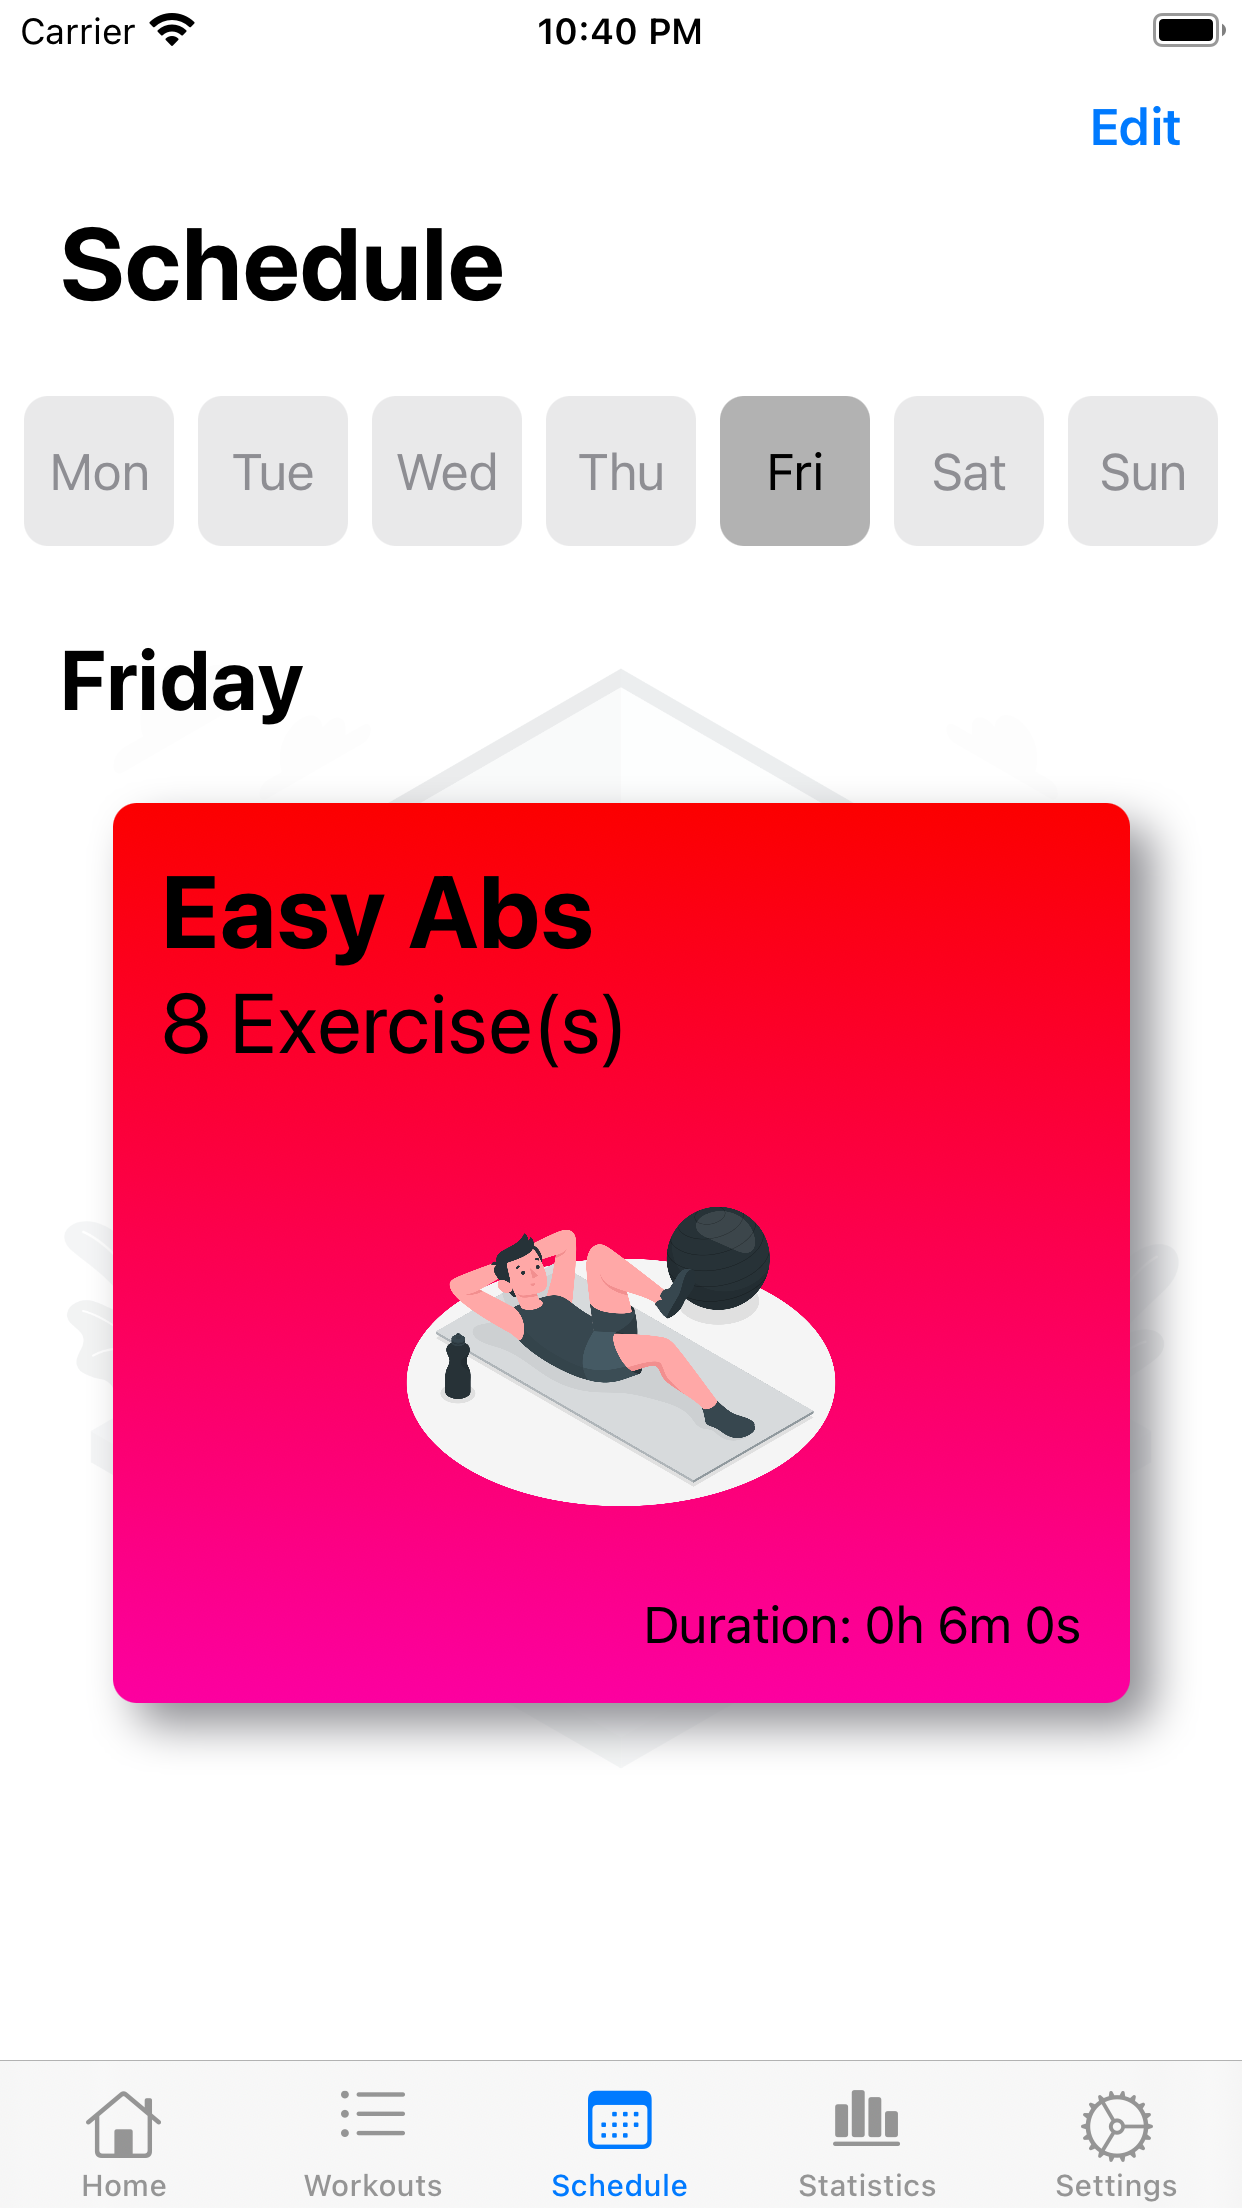 Carrier 10:40 PM
Edit
Schedule
Mon Tue Wed Thu Fri Sat Sun
Friday
Easy Abs
8 Exercise(s)
Duration: 0h 6m 0s
Home Workouts Schedule Statistics Settings